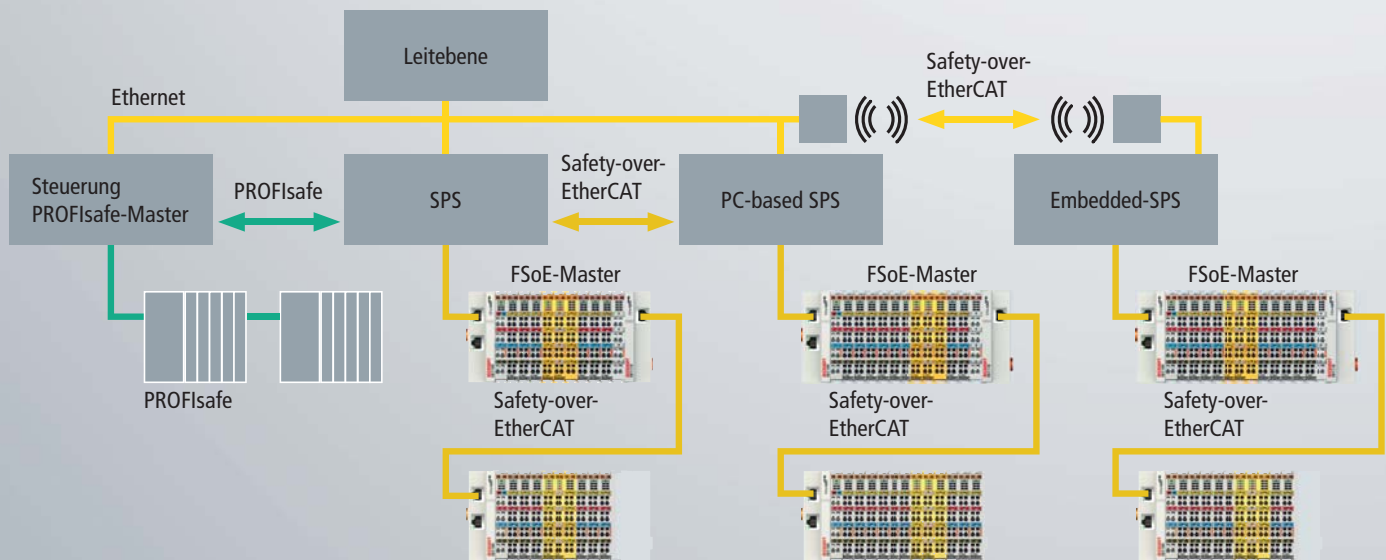 Leitebene
Safety-over-
EtherCAT
Ethernet
Steuerung
PROFIsafe-Master
PROFIsafe
SPS
Safety-over-
EtherCAT
PC-based SPS
Embedded-SPS
FSoE-Master
FSoE-Master
FSoE-Master
PROFIsafe
Safety-over-
EtherCAT
Safety-over-
EtherCAT
Safety-over-
EtherCAT